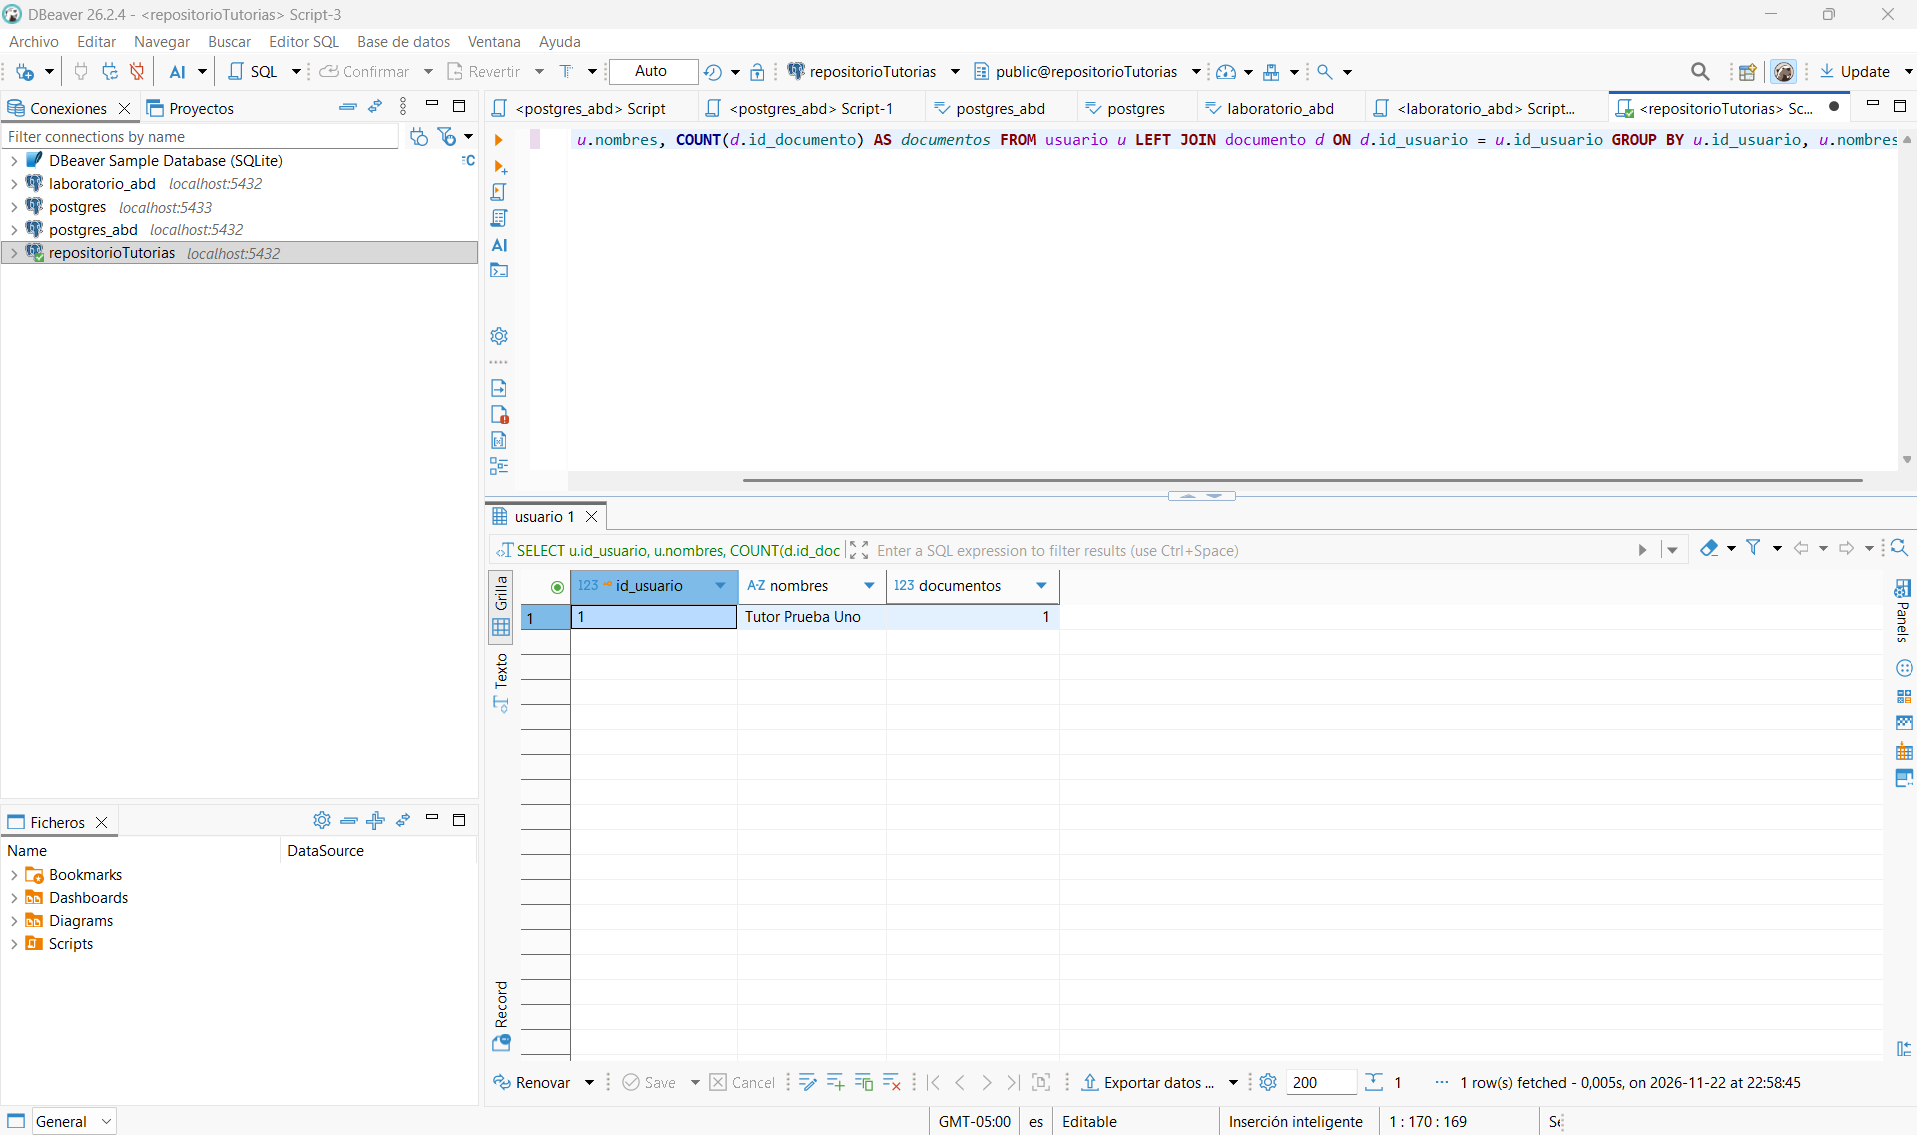 DBeaver 26.2.4 - <repositorioTutorias> Script-3
Archivo Editar Navegar Buscar Editor SQL Base de datos Ventana Ayuda
AI SQL Confirmar Revertir T Auto repositorioTutorias public@repositorioTutorias Update
Conexiones Proyectos
<postgres_abd> Script <postgres_abd> Script-1 postgres_abd postgres laboratorio_abd <laboratorio_abd> Script... <repositorioTutorias> Sc...
Filter connections by name
u.nombres, COUNT(d.id_documento) AS documentos FROM usuario u LEFT JOIN documento d ON d.id_usuario = u.id_usuario GROUP BY u.id_usuario, u.nombres
DBeaver Sample Database (SQLite)
laboratorio_abd localhost:5432
postgres localhost:5433
postgres_abd localhost:5432
repositorioTutorias localhost:5432
AI
usuario 1
SELECT u.id_usuario, u.nombres, COUNT(d.id_doc Enter a SQL expression to filter results (use Ctrl+Space)
Grilla
Texto
Record
Panels
123 id_usuario A-Z nombres 123 documentos
1 1 Tutor Prueba Uno 1
Ficheros
Name DataSource
Bookmarks
Dashboards
Diagrams
Scripts
Renovar Save Cancel Exportar datos ... 200 1 1 row(s) fetched - 0,005s, on 2026-11-22 at 22:58:45
General GMT-05:00 es Editable Inserción inteligente 1 : 170 : 169